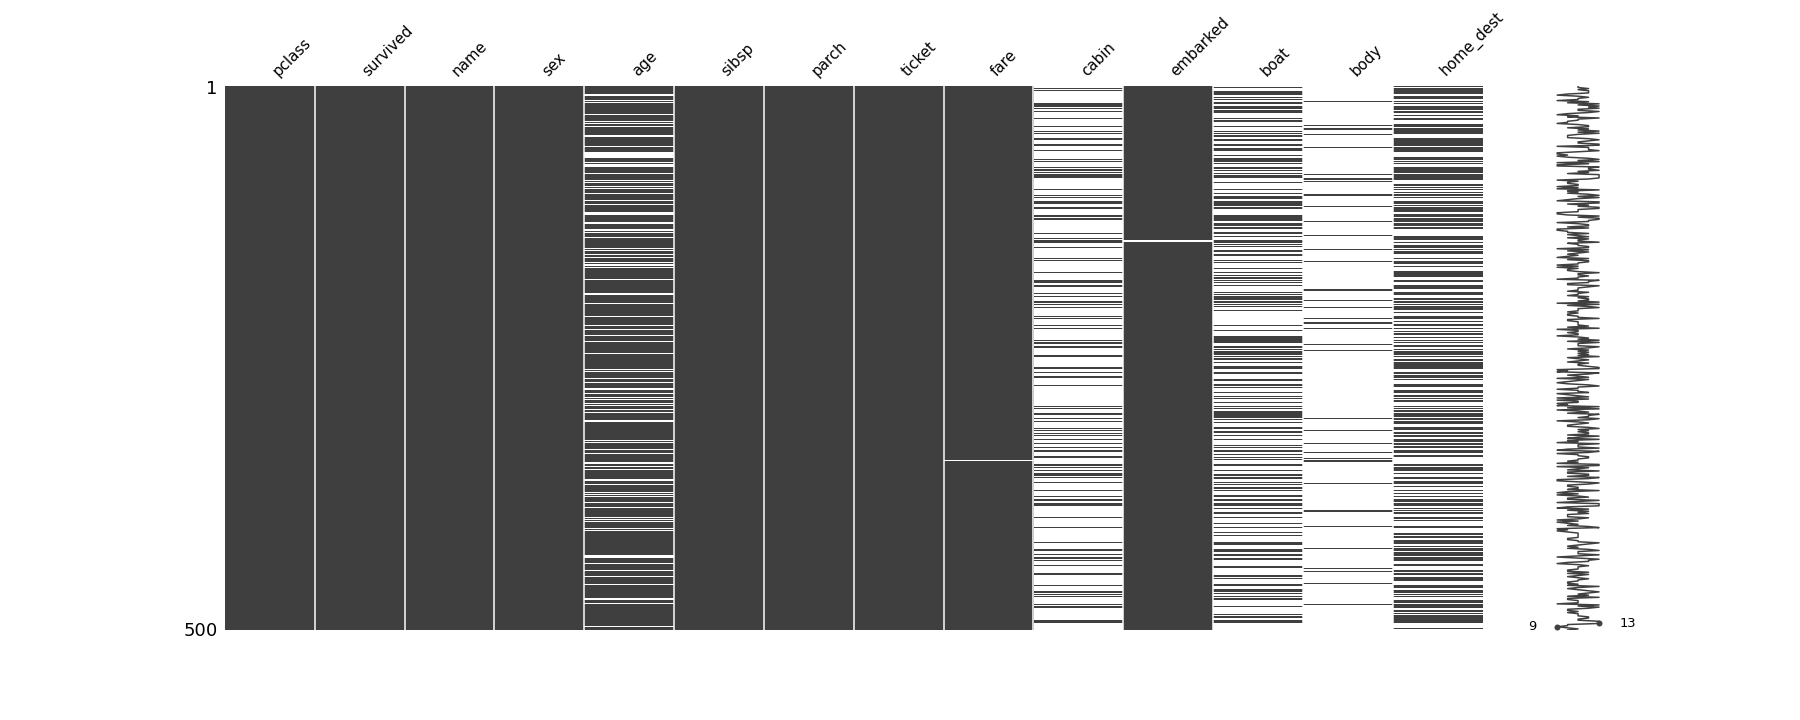 pclass survived name sex age sibsp parch ticket fare cabin embarked boat body home_dest
1
500
9 13